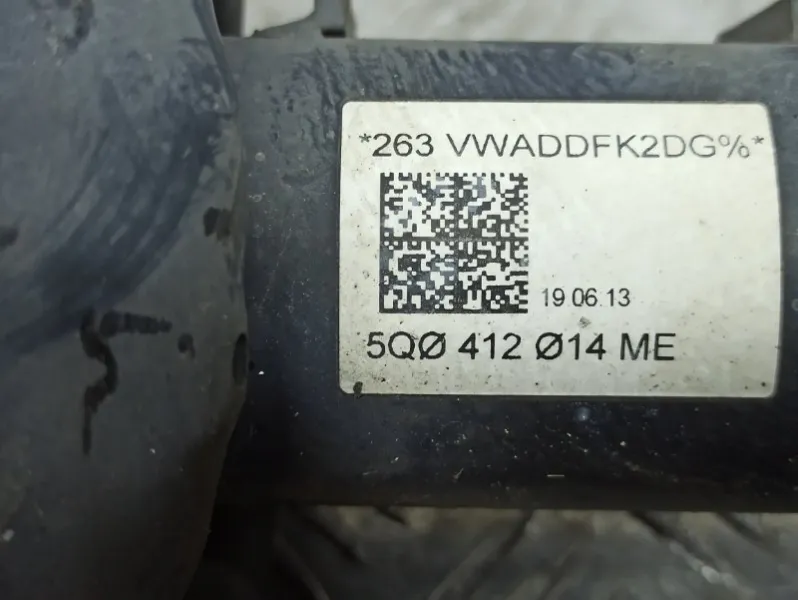 *263 VWADDFK2DG%*
19 06.13
5QØ 412 Ø14 ME